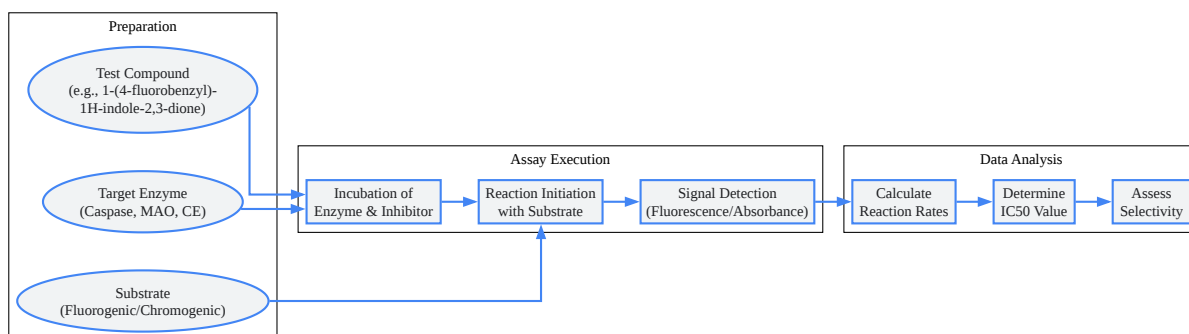 Preparation
Test Compound
(e.g., 1-(4-fluorobenzyl)-
1H-indole-2,3-dione)
Target Enzyme
(Caspase, MAO, CE)
Substrate
(Fluorogenic/Chromogenic)
Assay Execution
Incubation of
Enzyme & Inhibitor
Reaction Initiation
with Substrate
Signal Detection
(Fluorescence/Absorbance)
Data Analysis
Calculate
Reaction Rates
Determine
IC50 Value
Assess
Selectivity